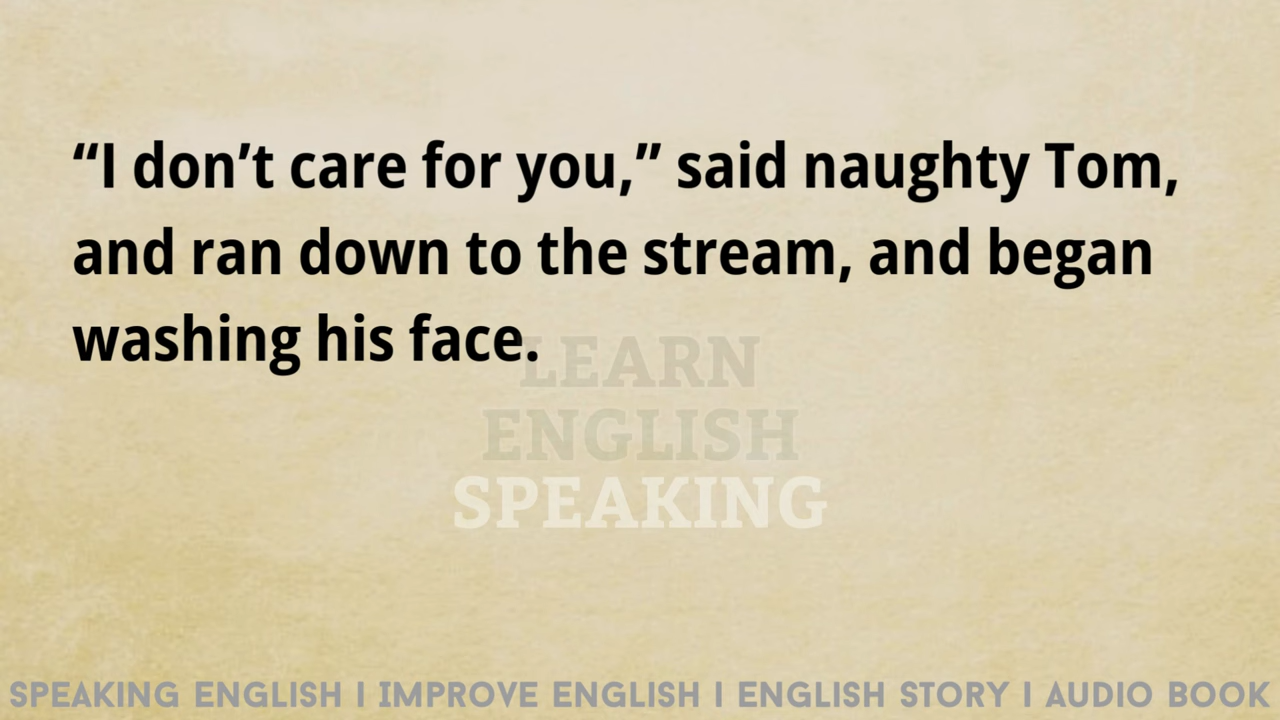 “I don’t care for you,” said naughty Tom,
and ran down to the stream, and began
washing his face.
LEARN
ENGLISH
SPEAKING
SPEAKING ENGLISH I IMPROVE ENGLISH I ENGLISH STORY I AUDIO BOOK